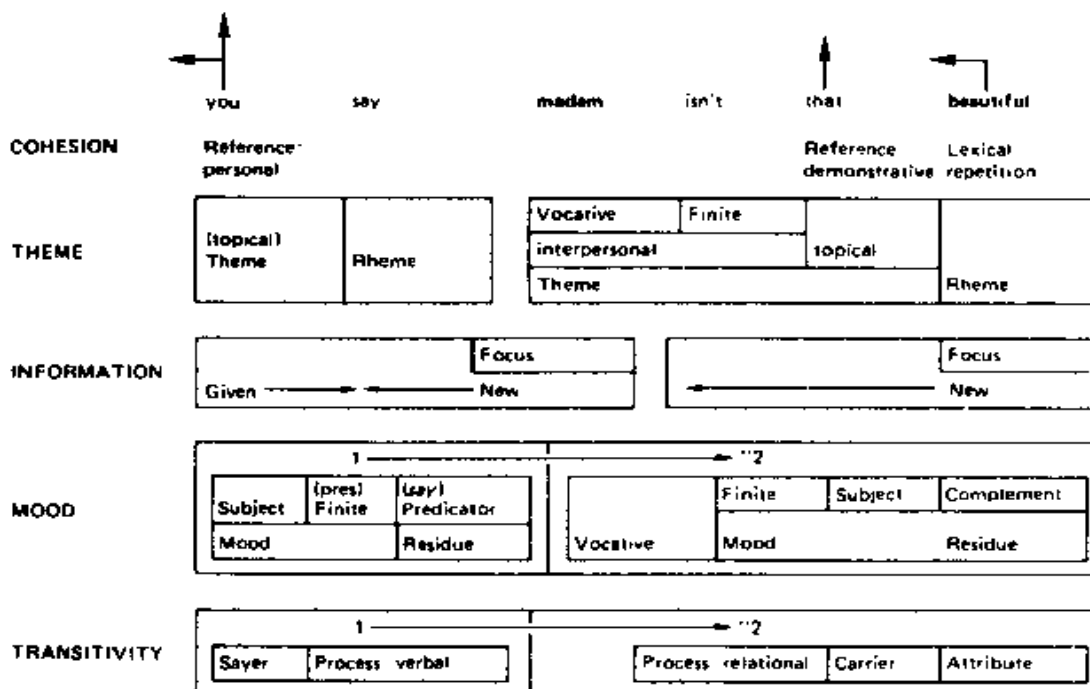 you say madam isn't that beautiful
COHESION Reference: Reference Lexical
personal demonstrative repetition
Vocative Finite
(topical) interpersonal topical
THEME Theme Rheme Theme Rheme
Focus Focus
INFORMATION
Given New New
1 "2
(pres) (say) Finite Subject Complement
Subject Finite Predicator
MOOD
Mood Residue Vocative Mood Residue
1 "2
TRANSITIVITY Sayer Process verbal Process relational Carrier Attribute